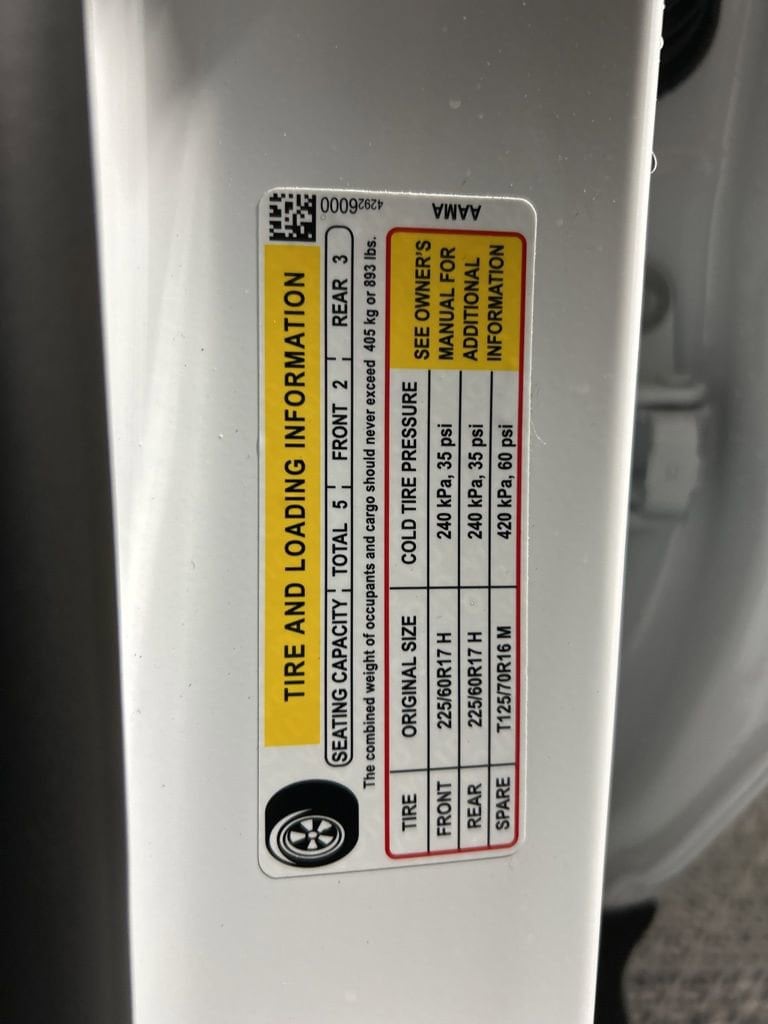 TIRE AND LOADING INFORMATION
SEATING CAPACITY TOTAL 5 FRONT 2 REAR 3
The combined weight of occupants and cargo should never exceed 405 kg or 893 lbs.
TIRE ORIGINAL SIZE COLD TIRE PRESSURE
FRONT 225/60R17 H 240 kPa, 35 psi
REAR 225/60R17 H 240 kPa, 35 psi
SPARE T125/70R16 M 420 kPa, 60 psi
SEE OWNER'S
MANUAL FOR
ADDITIONAL
INFORMATION
42926000
AAMA